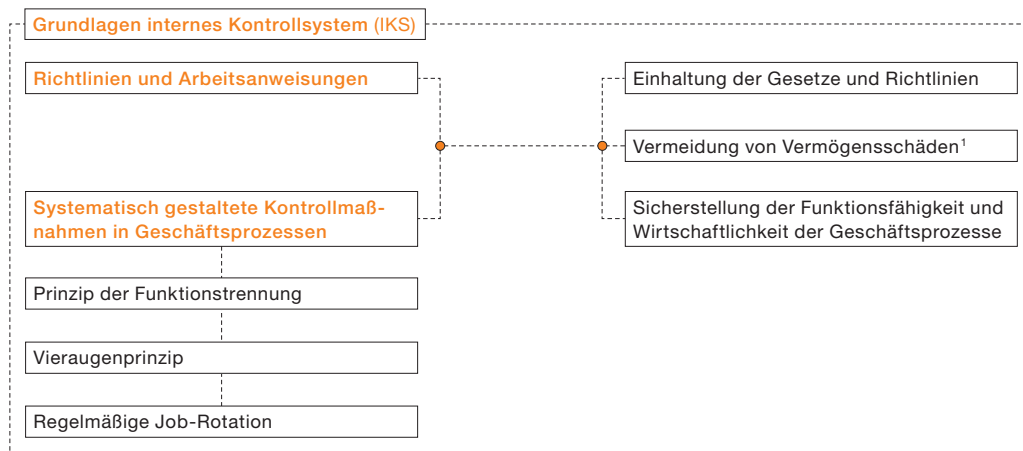 Grundlagen internes Kontrollsystem (IKS)
Richtlinien und Arbeitsanweisungen
Systematisch gestaltete Kontrollmaß-
nahmen in Geschäftsprozessen
Prinzip der Funktionstrennung
Vieraugenprinzip
Regelmäßige Job-Rotation
Einhaltung der Gesetze und Richtlinien
Vermeidung von Vermögensschäden¹
Sicherstellung der Funktionsfähigkeit und
Wirtschaftlichkeit der Geschäftsprozesse